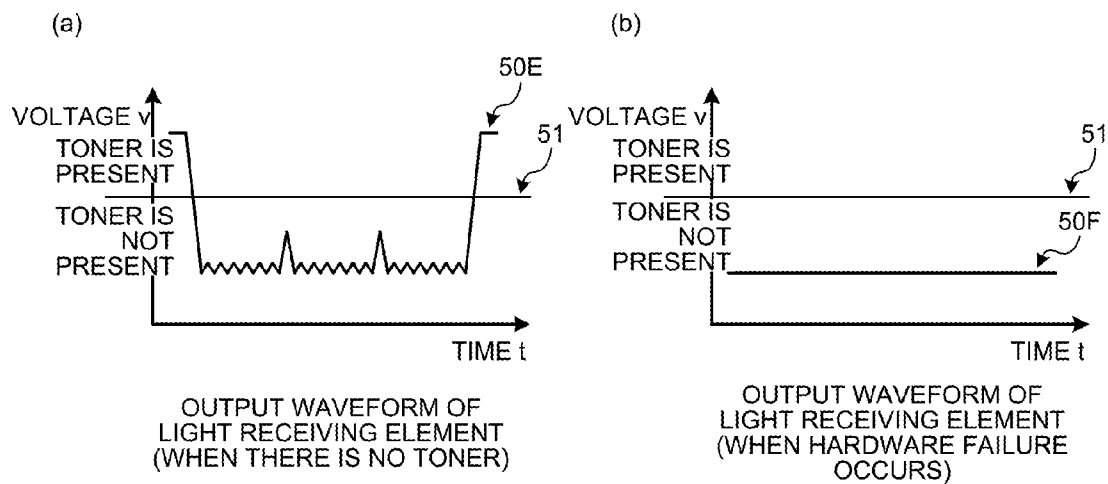 (a)
50E
51
VOLTAGE v
TONER IS
PRESENT
TONER IS
NOT
PRESENT
TIME t
OUTPUT WAVEFORM OF
LIGHT RECEIVING ELEMENT
(WHEN THERE IS NO TONER)
(b)
51
VOLTAGE v
TONER IS
PRESENT
TONER IS
NOT
PRESENT
50F
TIME t
OUTPUT WAVEFORM OF
LIGHT RECEIVING ELEMENT
(WHEN HARDWARE FAILURE
OCCURS)